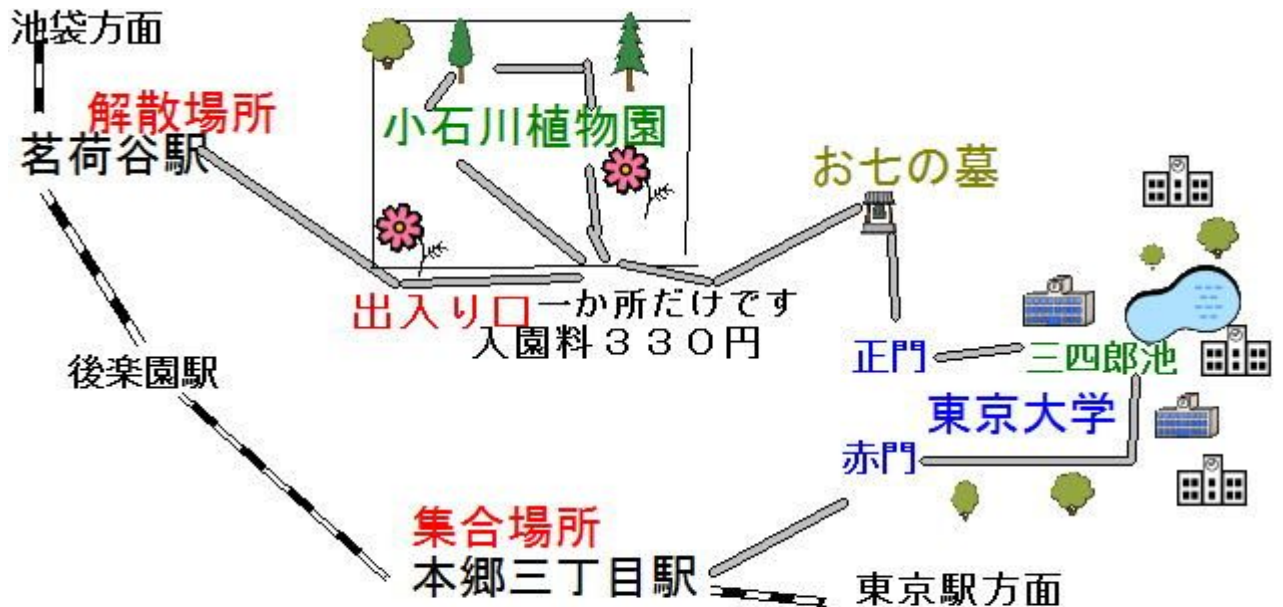 池袋方面
解散場所
茗荷谷駅
小石川植物園
お七の墓
出入り口 一か所だけです
入園料３３０円
正門
三四郎池
後楽園駅
東京大学
赤門
集合場所
本郷三丁目駅
東京駅方面